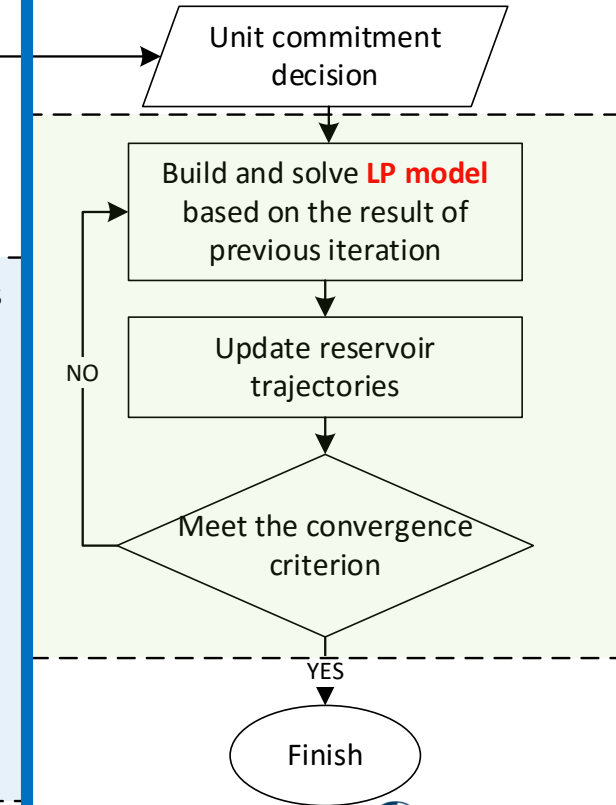 Unit commitment
decision
Build and solve LP model
based on the result of
previous iteration
Update reservoir
trajectories
NO
Meet the convergence
criterion
YES
Finish